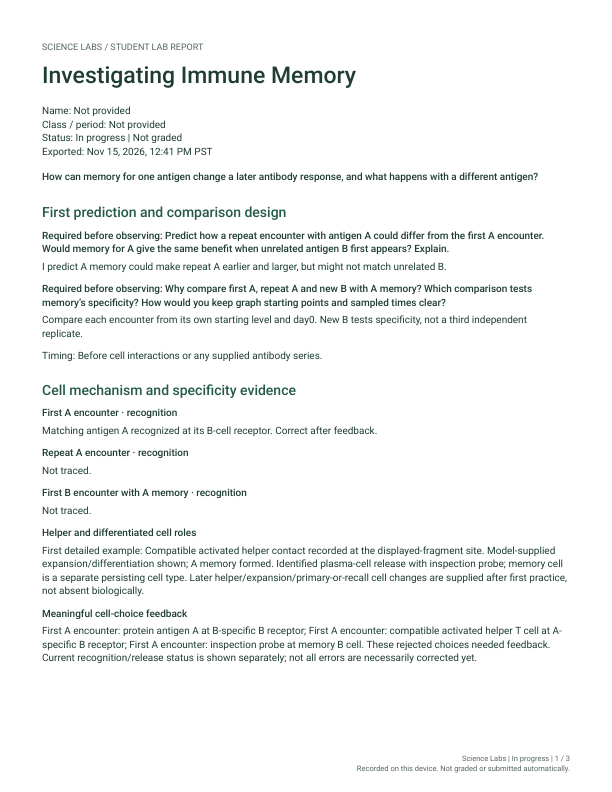 SCIENCE LABS / STUDENT LAB REPORT
Investigating Immune Memory
Name: Not provided
Class / period: Not provided
Status: In progress | Not graded
Exported: Nov 15, 2026, 12:41 PM PST
How can memory for one antigen change a later antibody response, and what happens with a different antigen?
First prediction and comparison design
Required before observing: Predict how a repeat encounter with antigen A could differ from the first A encounter.
Would memory for A give the same benefit when unrelated antigen B first appears? Explain.
I predict A memory could make repeat A earlier and larger, but might not match unrelated B.
Required before observing: Why compare first A, repeat A and new B with A memory? Which comparison tests
memory's specificity? How would you keep graph starting points and sampled times clear?
Compare each encounter from its own starting level and day0. New B tests specificity, not a third independent
replicate.
Timing: Before cell interactions or any supplied antibody series.
Cell mechanism and specificity evidence
First A encounter · recognition
Matching antigen A recognized at its B-cell receptor. Correct after feedback.
Repeat A encounter · recognition
Not traced.
First B encounter with A memory · recognition
Not traced.
Helper and differentiated cell roles
First detailed example: Compatible activated helper contact recorded at the displayed-fragment site. Model-supplied
expansion/differentiation shown; A memory formed. Identified plasma-cell release with inspection probe; memory cell
is a separate persisting cell type. Later helper/expansion/primary-or-recall cell changes are supplied after first practice,
not absent biologically.
Meaningful cell-choice feedback
First A encounter: protein antigen A at B-specific B receptor; First A encounter: compatible activated helper T cell at A-
specific B receptor; First A encounter: inspection probe at memory B cell. These rejected choices needed feedback.
Current recognition/release status is shown separately; not all errors are necessarily corrected yet.
Science Labs | In progress | 1 / 3
Recorded on this device. Not graded or submitted automatically.